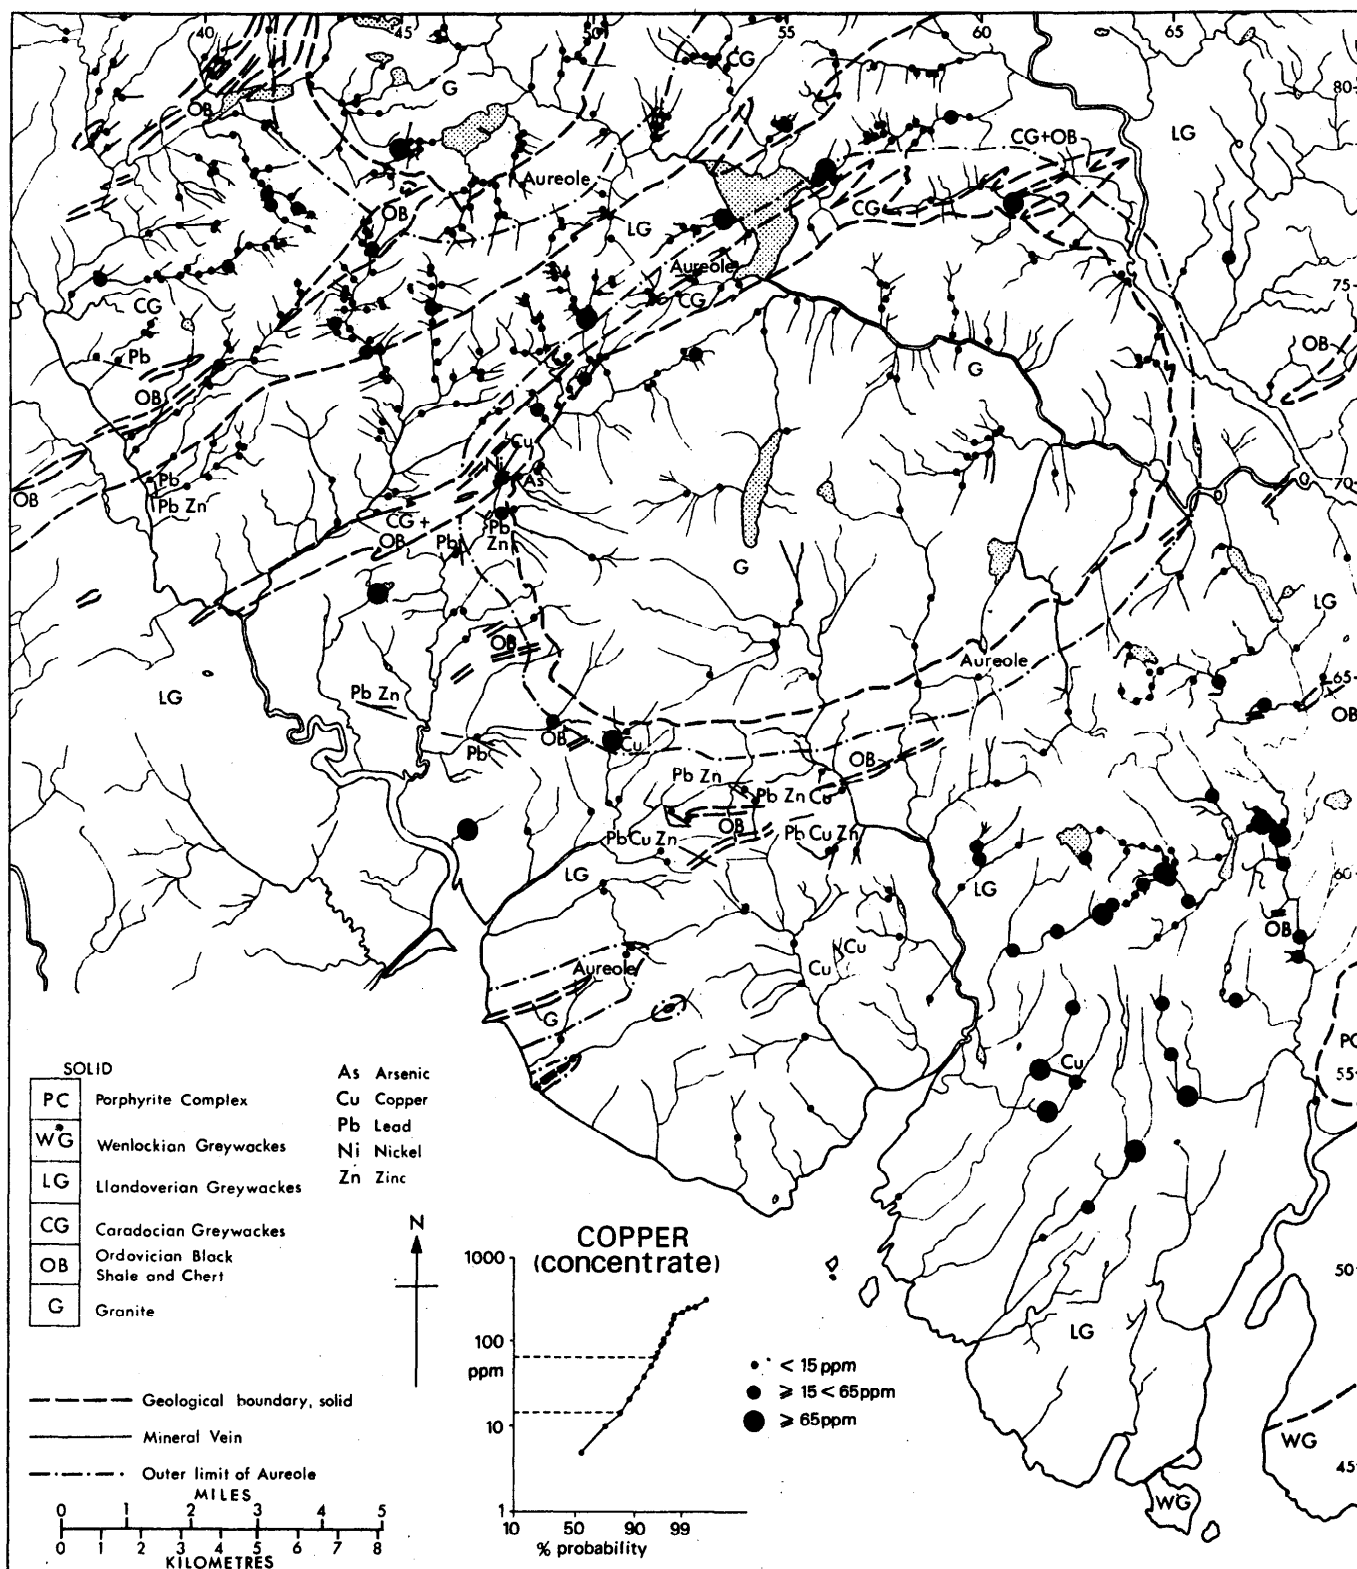 40 45 50 55 60 65
CG
G
80
OB
LG
CG+OB
Aureole
OB
CG
LG
Aureole
75
CG
CG
Pb
OB
G
OB
Cu
Ni
As
Pb
70
OB
Pb Zn
CG + OB
Pb
Pb Zn
G
OB
LG
Aureole
LG
Pb Zn
65
OB
OB
Cu
Pb
OB
Pb Zn
Pb Zn Cu
OB
Pb Cu Zn
Pb Cu Zn
LG
LG
60
OB
Cu
Cu
Aureole
G
PC
Cu
55
SOLID
PC Porphyrite Complex
WG Wenlockian Greywackes
LG Llandoverian Greywackes
CG Caradocian Greywackes
OB Ordovician Black
Shale and Chert
G Granite
As Arsenic
Cu Copper
Pb Lead
Ni Nickel
Zn Zinc
N
COPPER
(concentrate)
1000
100
ppm
10
1
10 50 90 99
% probability
< 15 ppm
⩾ 15 < 65ppm
⩾ 65ppm
50
LG
WG
45
WG
Geological boundary, solid
Mineral Vein
Outer limit of Aureole
MILES
0 1 2 3 4 5
0 1 2 3 4 5 6 7 8
KILOMETRES